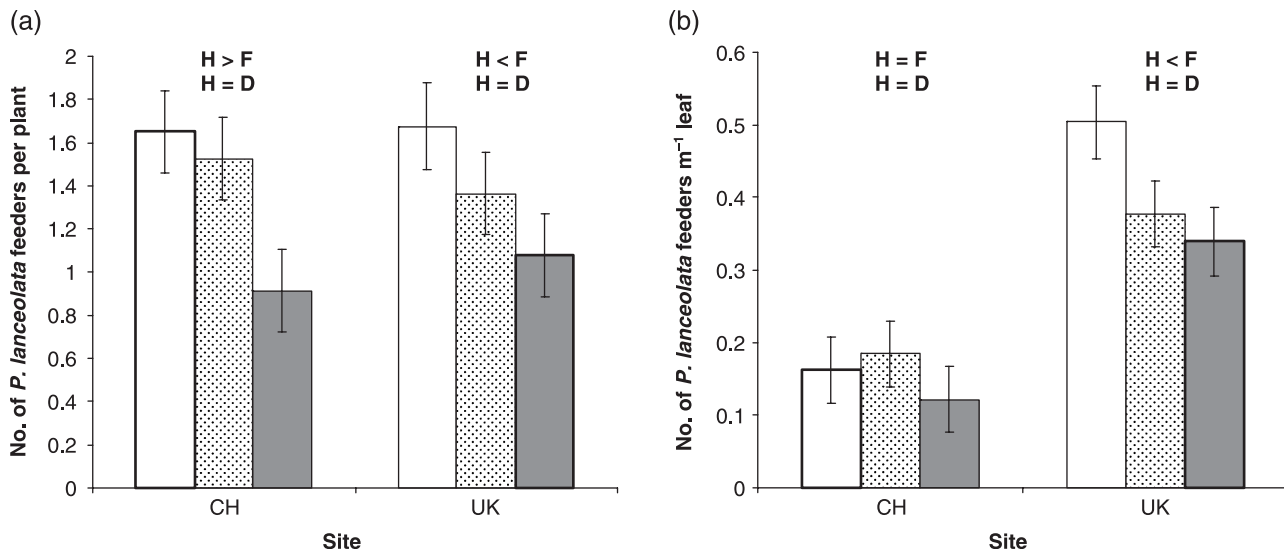 (a)
No. of P. lanceolata feeders per plant
2
1.8
1.6
1.4
1.2
1
0.8
0.6
0.4
0.2
0
H > F
H = D
H < F
H = D
CH
UK
Site
(b)
No. of P. lanceolata feeders m⁻¹ leaf
0.6
0.5
0.4
0.3
0.2
0.1
0
H = F
H = D
H < F
H = D
CH
UK
Site